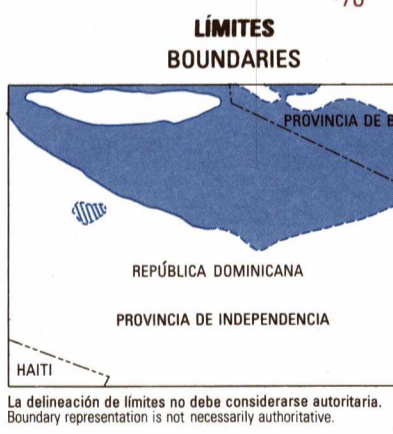 LÍMITES
BOUNDARIES
PROVINCIA DE
REPÚBLICA DOMINICANA
PROVINCIA DE INDEPENDENCIA
HAITI
La delineación de límites no debe considerarse autoritaria.
Boundary representation is not necessarily authoritative.